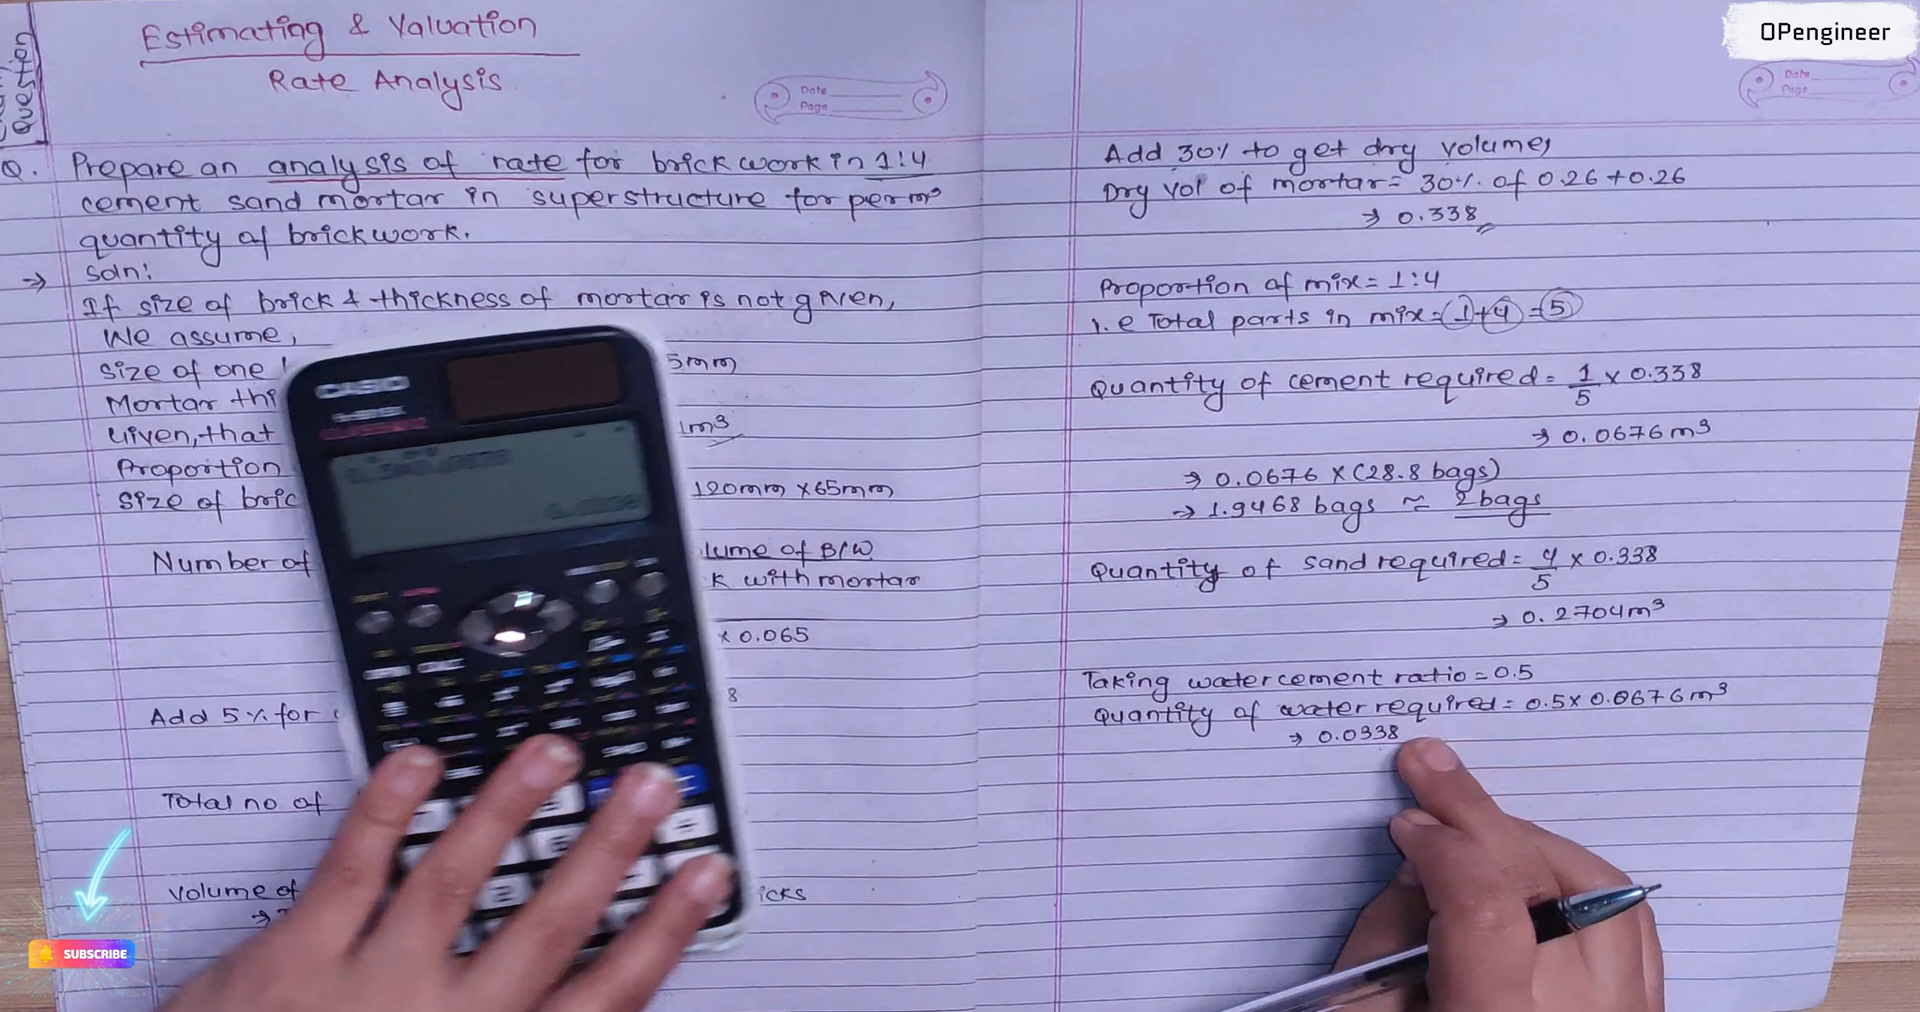 Question
Estimating & Valuation
Rate Analysis
Date
Page
Q. Prepare an analysis of rate for brickwork in 1:4
cement sand mortar in superstructure for per m³
quantity of brickwork.
→ Soln:
If size of brick & thickness of mortar is not given,
We assume,
Size of one 5mm
Mortar thi
Given, that 1m³
Proportion
Size of bric 120mm x 65mm
Number of lume of B/W
k with mortar
x 0.065
8
Add 5% for
Total no of
Volume of icks
SUBSCRIBE
CASIO
OPengineer
Date
Page
Add 30% to get dry volume,
Dry vol of mortar = 30% of 0.26 + 0.26
→ 0.338
Proportion of mix = 1:4
i.e Total parts in mix = 1+4 = 5
Quantity of cement required = 1/5 x 0.338
→ 0.0676 m³
→ 0.0676 x (28.8 bags)
→ 1.9468 bags ≈ 2 bags
Quantity of sand required = 4/5 x 0.338
→ 0.2704 m³
Taking water cement ratio = 0.5
Quantity of water required = 0.5 x 0.0676 m³
→ 0.0338